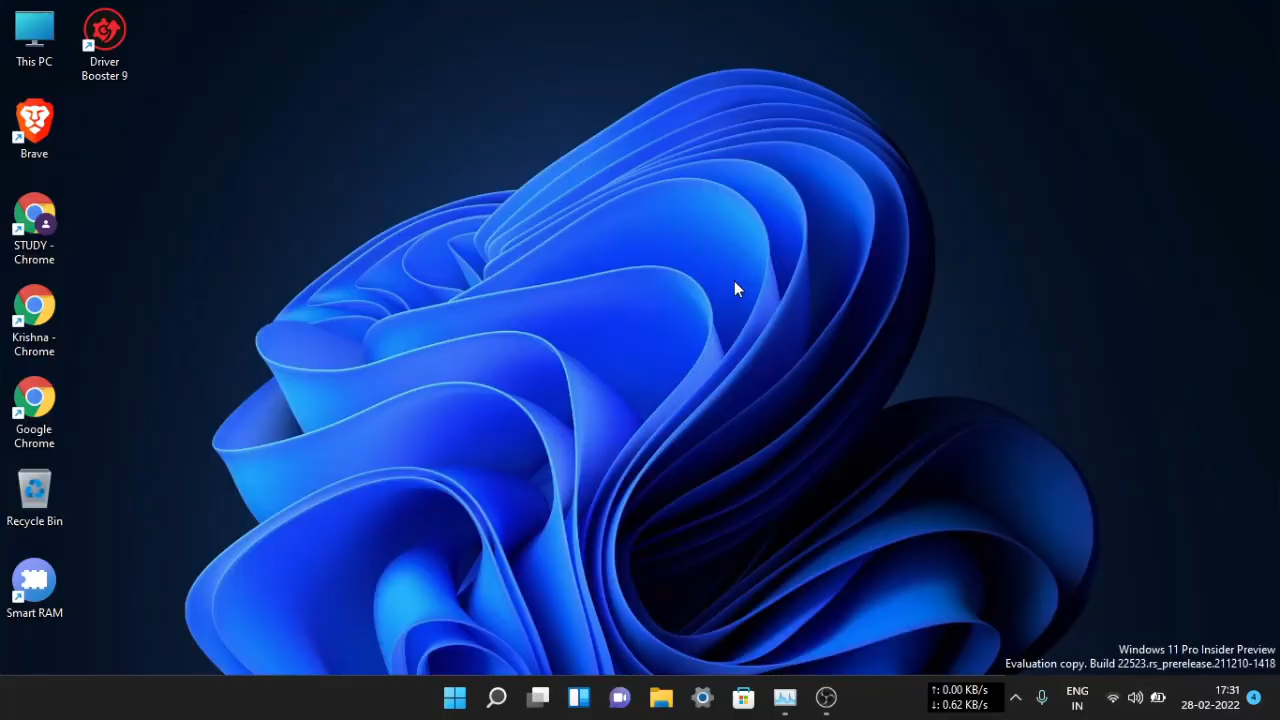 This PC
Driver
Booster 9
Brave
STUDY -
Chrome
Krishna -
Chrome
Google
Chrome
Recycle Bin
Smart RAM
Windows 11 Pro Insider Preview
Evaluation copy. Build 22523.rs_prerelease.211210-1418
↑: 0.00 KB/s
↓: 0.62 KB/s
ENG
IN
17:31
28-02-2022
4